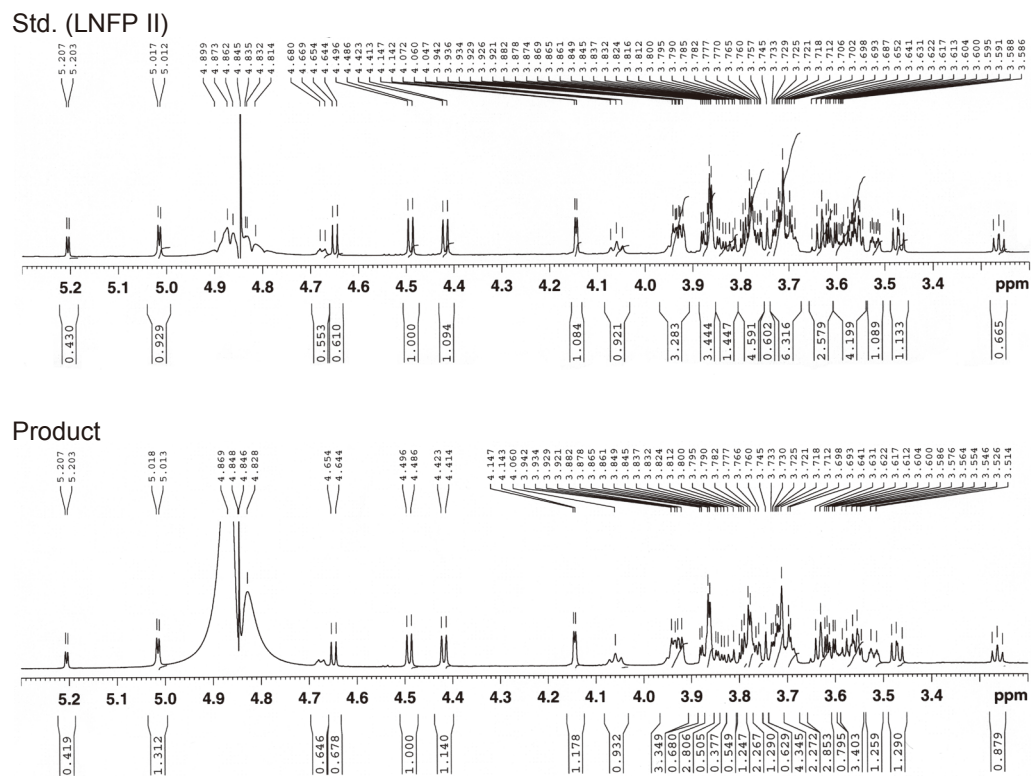 Std. (LNFP II)
5.207 5.203 5.017 5.012 4.899 4.873 4.862 4.845 4.835 4.832 4.814 4.680 4.669 4.654 4.644 4.496 4.486 4.423 4.413 4.147 4.142 4.072 4.060 4.047 3.942 3.936 3.934 3.929 3.926 3.921 3.882 3.878 3.874 3.869 3.865 3.861 3.849 3.845 3.837 3.832 3.824 3.816 3.812 3.800 3.795 3.790 3.785 3.782 3.777 3.770 3.765 3.760 3.757 3.745 3.733 3.729 3.725 3.721 3.718 3.712 3.706 3.702 3.698 3.693 3.687 3.652 3.641 3.631 3.622 3.617 3.613 3.604 3.600 3.595 3.591 3.588 3.586
5.2 5.1 5.0 4.9 4.8 4.7 4.6 4.5 4.4 4.3 4.2 4.1 4.0 3.9 3.8 3.7 3.6 3.5 3.4 ppm
0.430 0.929 0.553 0.610 1.000 1.094 1.084 0.921 3.283 3.444 1.447 4.591 0.602 6.316 2.579 4.199 1.089 1.133 0.665
Product
5.207 5.203 5.018 5.013 4.869 4.848 4.846 4.828 4.654 4.644 4.496 4.486 4.423 4.414 4.147 4.143 4.060 3.942 3.934 3.929 3.921 3.882 3.878 3.865 3.861 3.849 3.845 3.837 3.832 3.824 3.812 3.800 3.795 3.790 3.782 3.777 3.766 3.760 3.745 3.733 3.730 3.725 3.721 3.718 3.712 3.698 3.693 3.641 3.631 3.622 3.617 3.612 3.604 3.600 3.586 3.576 3.564 3.554 3.546 3.526 3.514
5.2 5.1 5.0 4.9 4.8 4.7 4.6 4.5 4.4 4.3 4.2 4.1 4.0 3.9 3.8 3.7 3.6 3.5 3.4 ppm
0.419 1.312 0.646 0.678 1.000 1.140 1.178 0.932 3.349 0.680 2.806 0.505 0.377 0.549 1.247 2.267 1.290 0.629 4.345 2.272 2.853 0.795 3.403 1.259 1.290 0.879